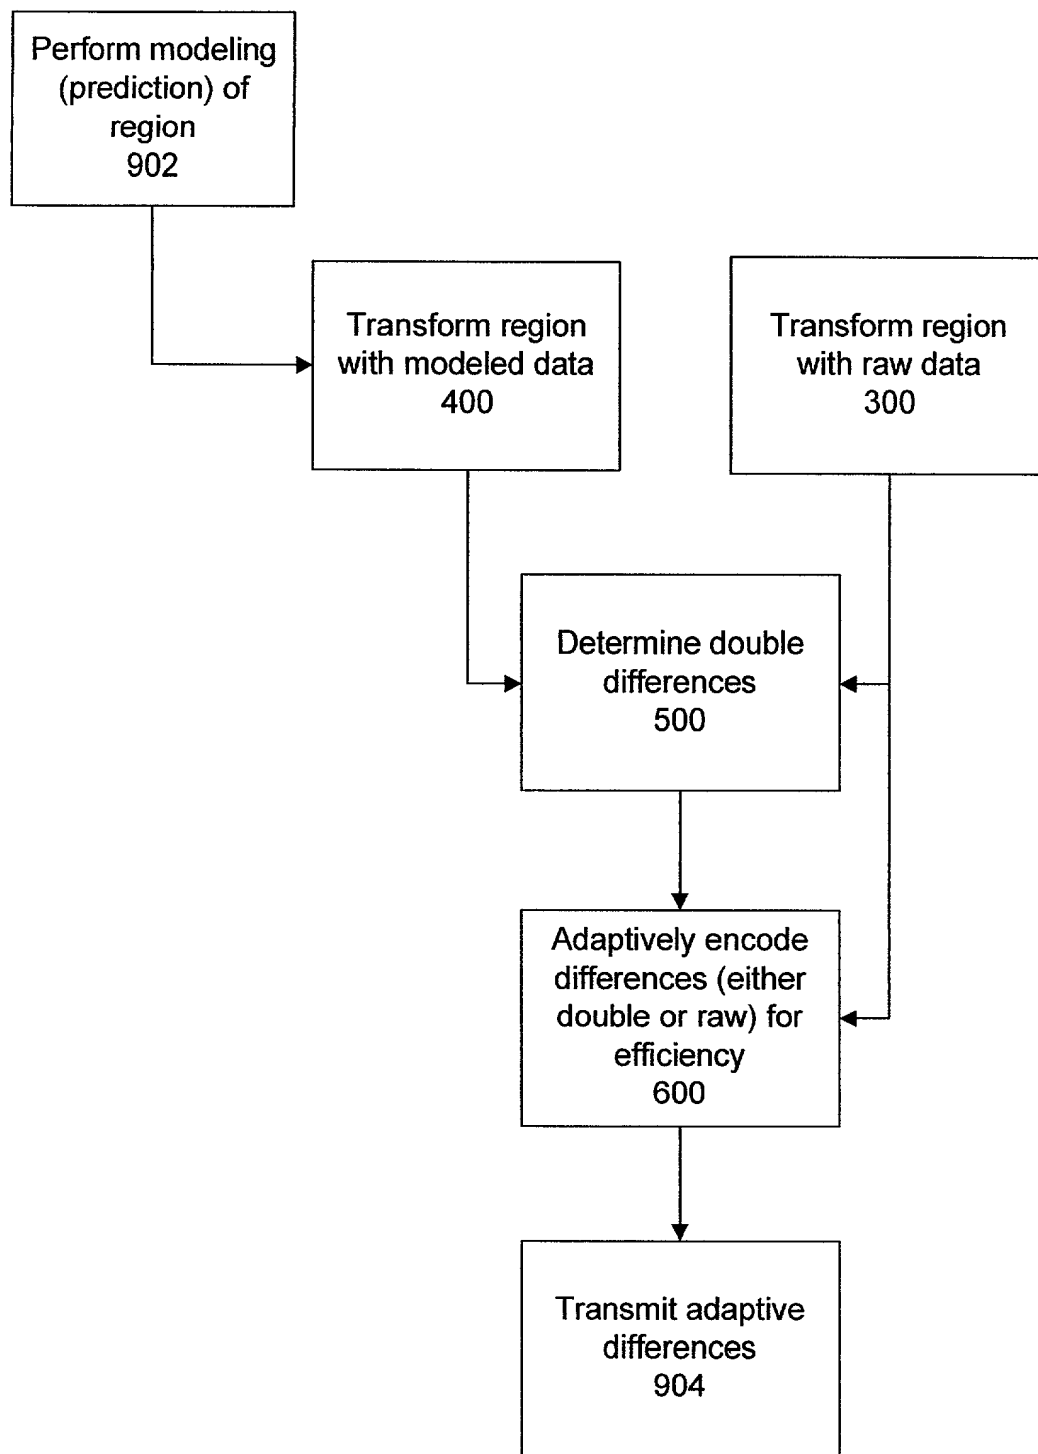 Perform modeling
(prediction) of
region
902
Transform region
with modeled data
400
Transform region
with raw data
300
Determine double
differences
500
Adaptively encode
differences (either
double or raw) for
efficiency
600
Transmit adaptive
differences
904